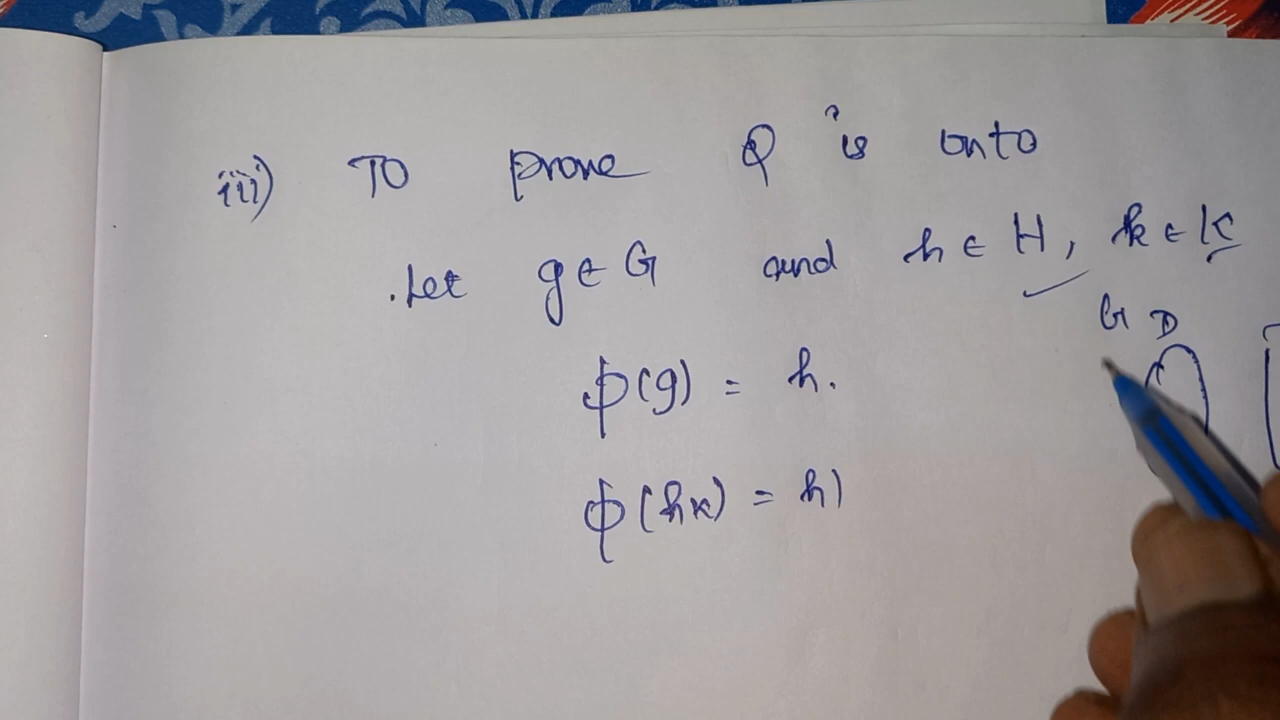 iii) TO prove φ is onto
Let g ∈ G and h ∈ H, k ∈ K
G D
φ(g) = h.
φ(hk) = h)